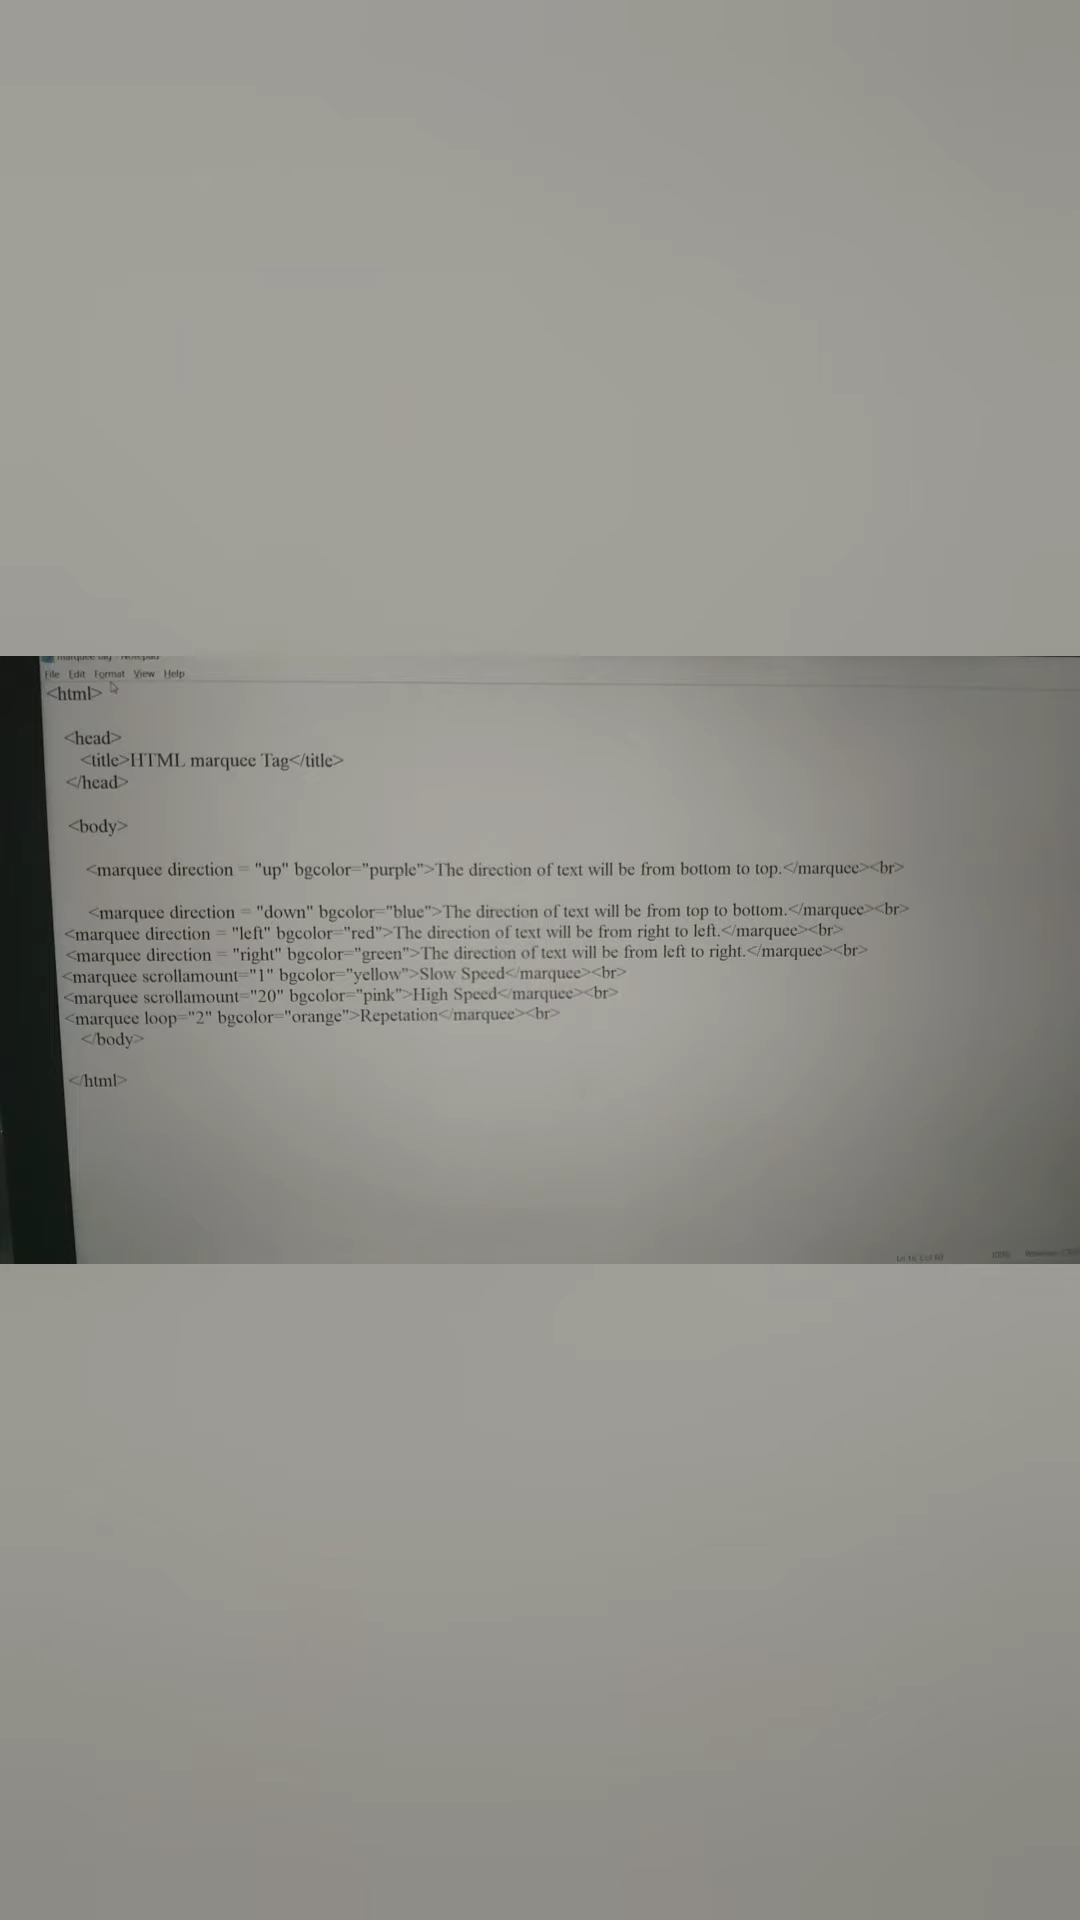 marquee tag - Notepad
File Edit Format View Help
<html>
<head>
<title>HTML marquee Tag</title>
</head>
<body>
<marquee direction = "up" bgcolor="purple">The direction of text will be from bottom to top.</marquee><br>
<marquee direction = "down" bgcolor="blue">The direction of text will be from top to bottom.</marquee><br>
<marquee direction = "left" bgcolor="red">The direction of text will be from right to left.</marquee><br>
<marquee direction = "right" bgcolor="green">The direction of text will be from left to right.</marquee><br>
<marquee scrollamount="1" bgcolor="yellow">Slow Speed</marquee><br>
<marquee scrollamount="20" bgcolor="pink">High Speed</marquee><br>
<marquee loop="2" bgcolor="orange">Repetation</marquee><br>
</body>
</html>